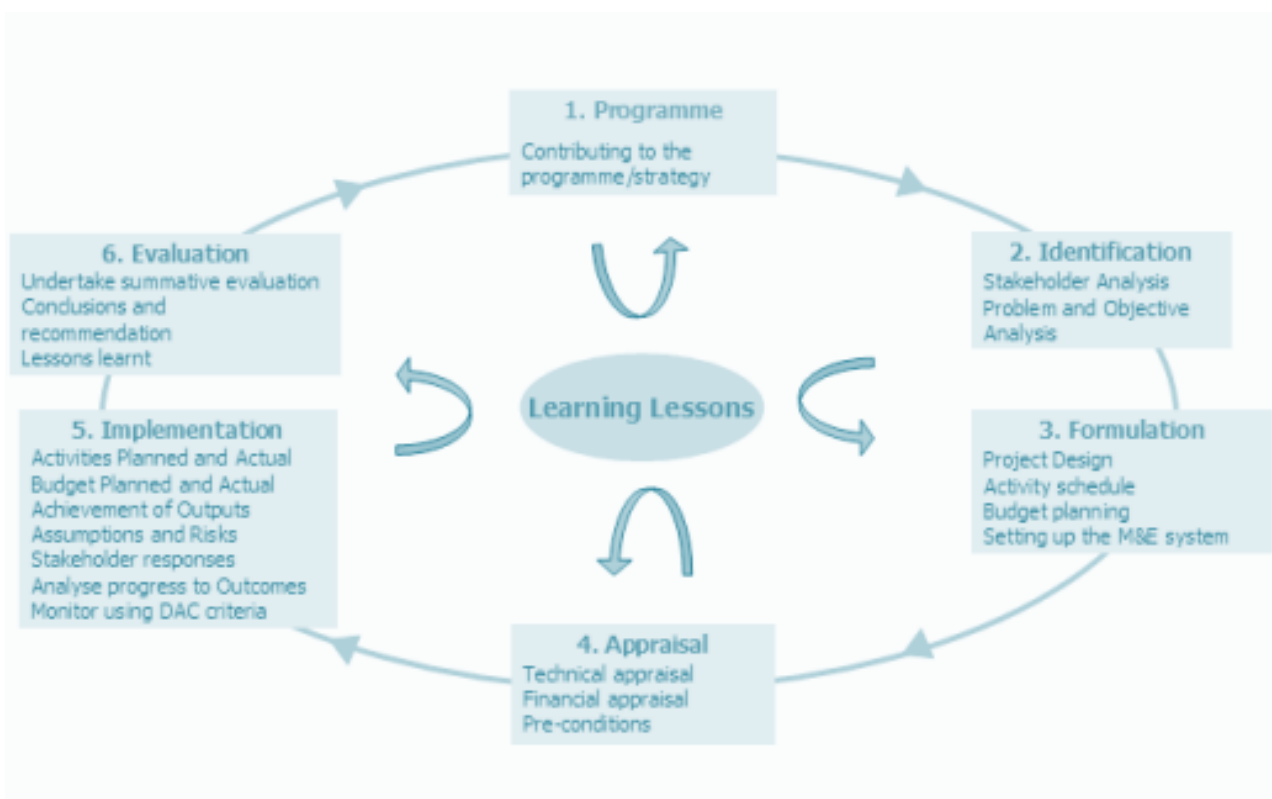 1. Programme
Contributing to the
programme/strategy
2. Identification
Stakeholder Analysis
Problem and Objective
Analysis
3. Formulation
Project Design
Activity schedule
Budget planning
Setting up the M&E system
4. Appraisal
Technical appraisal
Financial appraisal
Pre-conditions
5. Implementation
Activities Planned and Actual
Budget Planned and Actual
Achievement of Outputs
Assumptions and Risks
Stakeholder responses
Analyse progress to Outcomes
Monitor using DAC criteria
6. Evaluation
Undertake summative evaluation
Conclusions and
recommendation
Lessons learnt
Learning Lessons